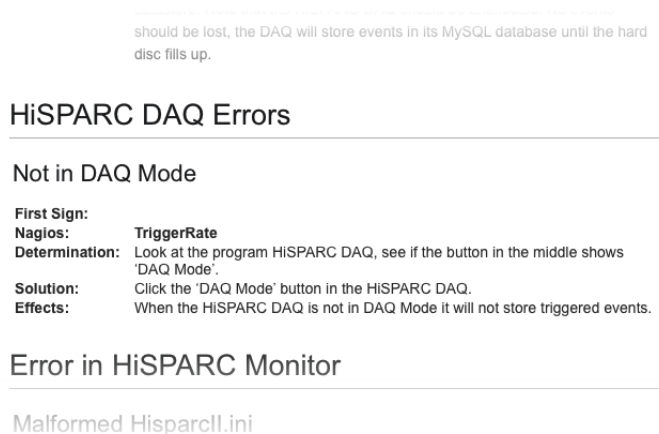 should be lost, the DAQ will store events in its MySQL database until the hard
disc fills up.
HiSPARC DAQ Errors
Not in DAQ Mode
First Sign:
Nagios: TriggerRate
Determination: Look at the program HiSPARC DAQ, see if the button in the middle shows
'DAQ Mode'.
Solution: Click the 'DAQ Mode' button in the HiSPARC DAQ.
Effects: When the HiSPARC DAQ is not in DAQ Mode it will not store triggered events.
Error in HiSPARC Monitor
Malformed HisparcII.ini